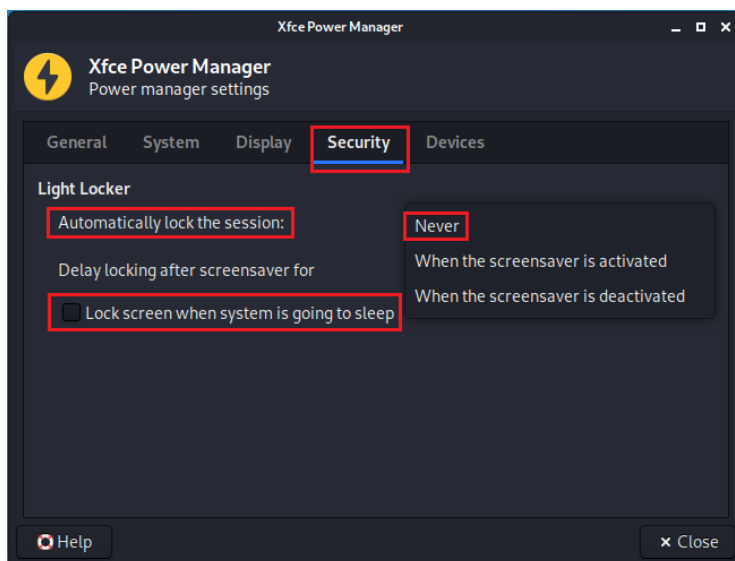 Xfce Power Manager
Xfce Power Manager
Power manager settings
General System Display Security Devices
Light Locker
Automatically lock the session:
Never
Delay locking after screensaver for
When the screensaver is activated
When the screensaver is deactivated
Lock screen when system is going to sleep
Help
Close